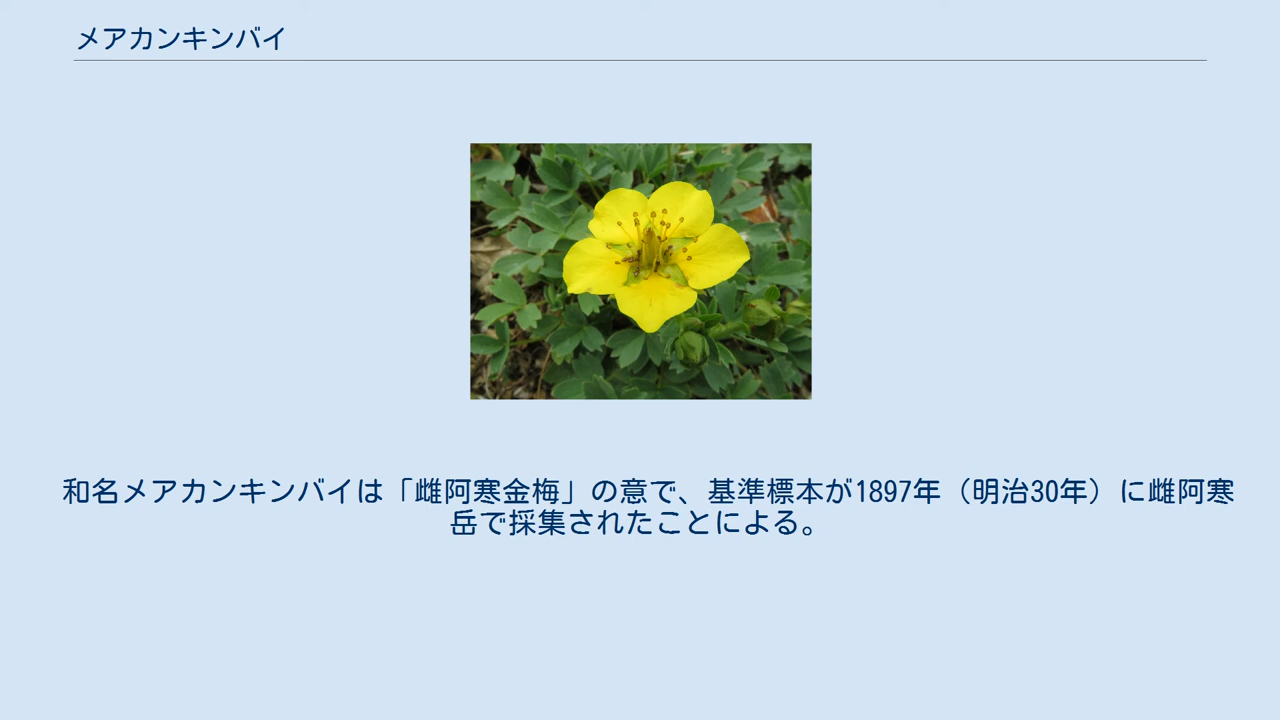 メアカンキンバイ
和名メアカンキンバイは「雌阿寒金梅」の意で、基準標本が1897年（明治30年）に雌阿寒
岳で採集されたことによる。